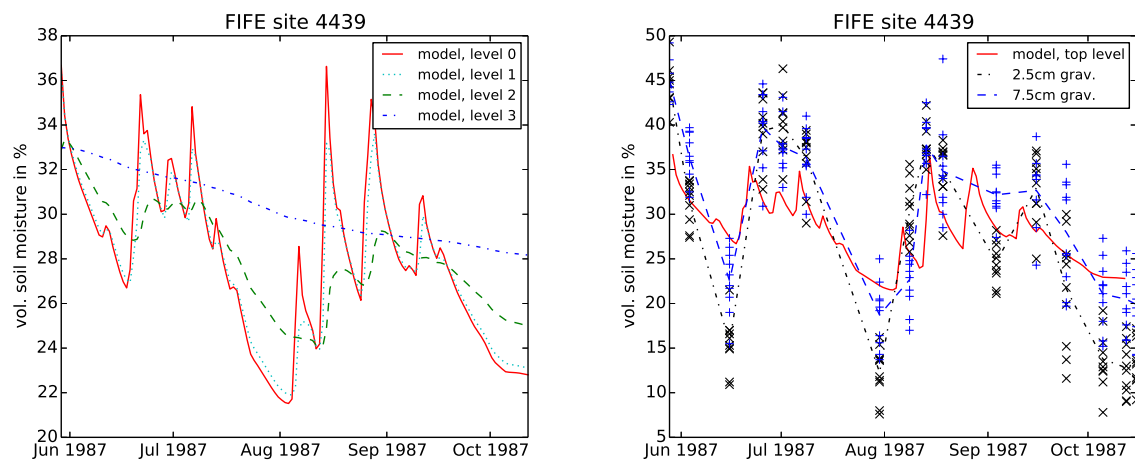 FIFE site 4439
38
36
34
32
30
28
26
24
22
20
vol. soil moisture in %
model, level 0
model, level 1
model, level 2
model, level 3
Jun 1987 Jul 1987 Aug 1987 Sep 1987 Oct 1987
FIFE site 4439
50
45
40
35
30
25
20
15
10
5
vol. soil moisture in %
model, top level
2.5cm grav.
7.5cm grav.
Jun 1987 Jul 1987 Aug 1987 Sep 1987 Oct 1987